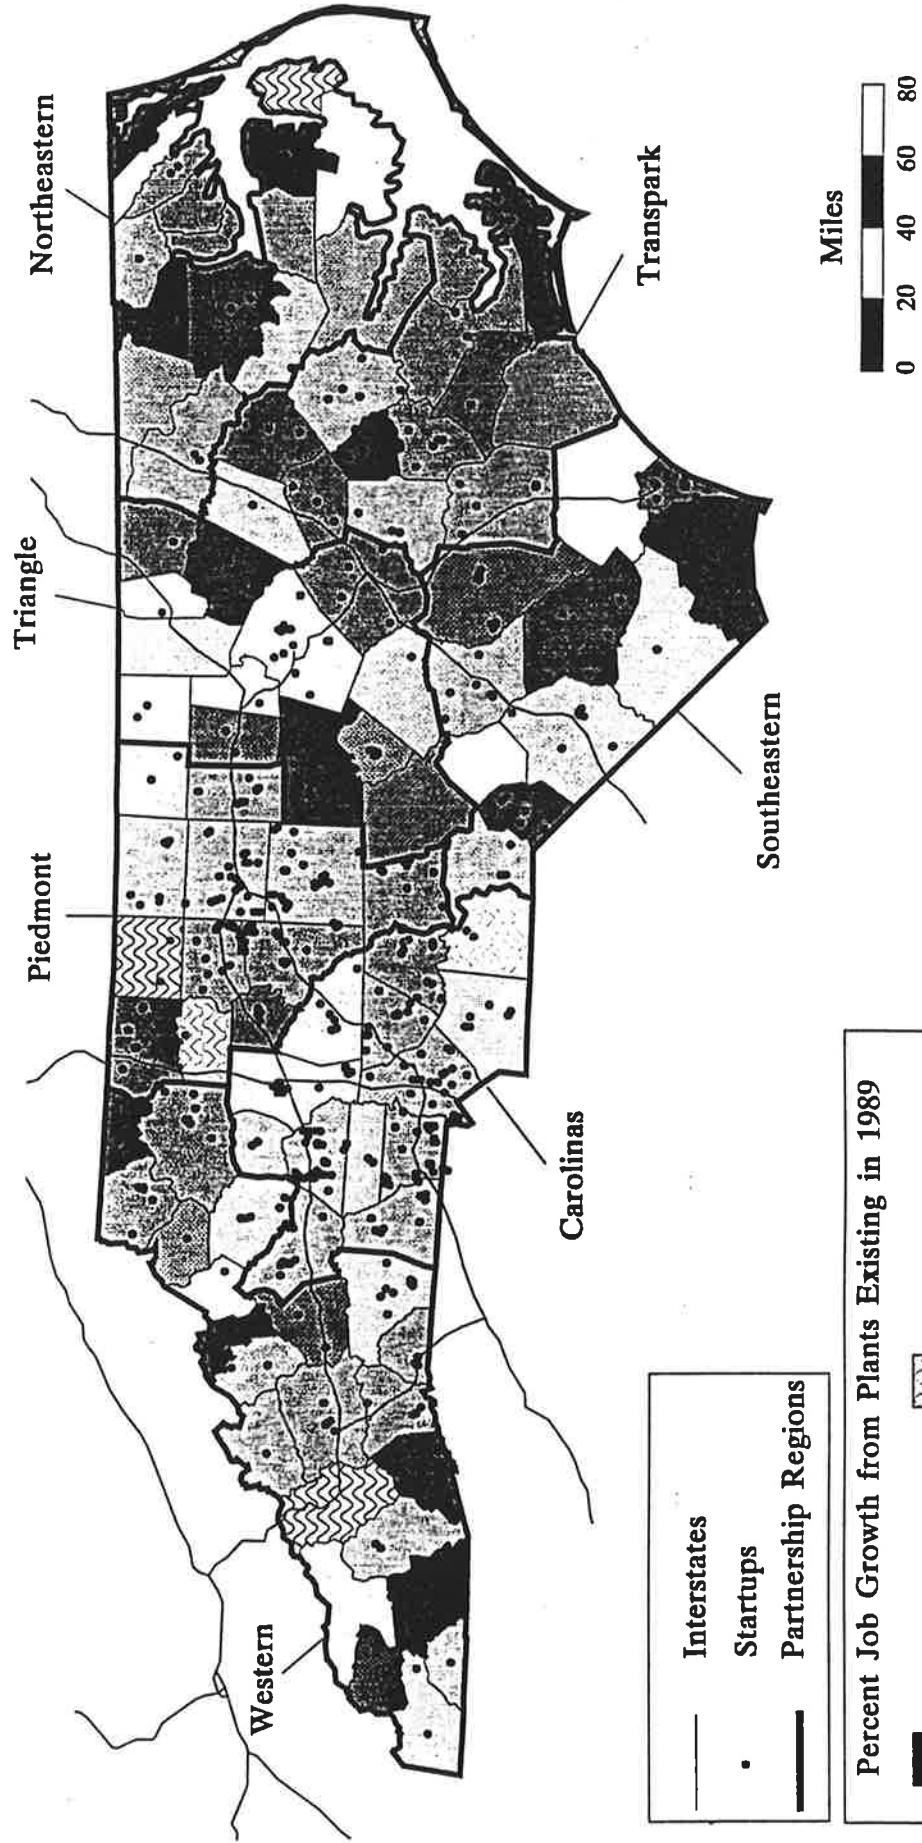 Western
Carolinas
Piedmont
Triangle
Southeastern
Transpark
Northeastern
Interstates
Startups
Partnership Regions
Percent Job Growth from Plants Existing in 1989
Miles
0 20 40 60 80